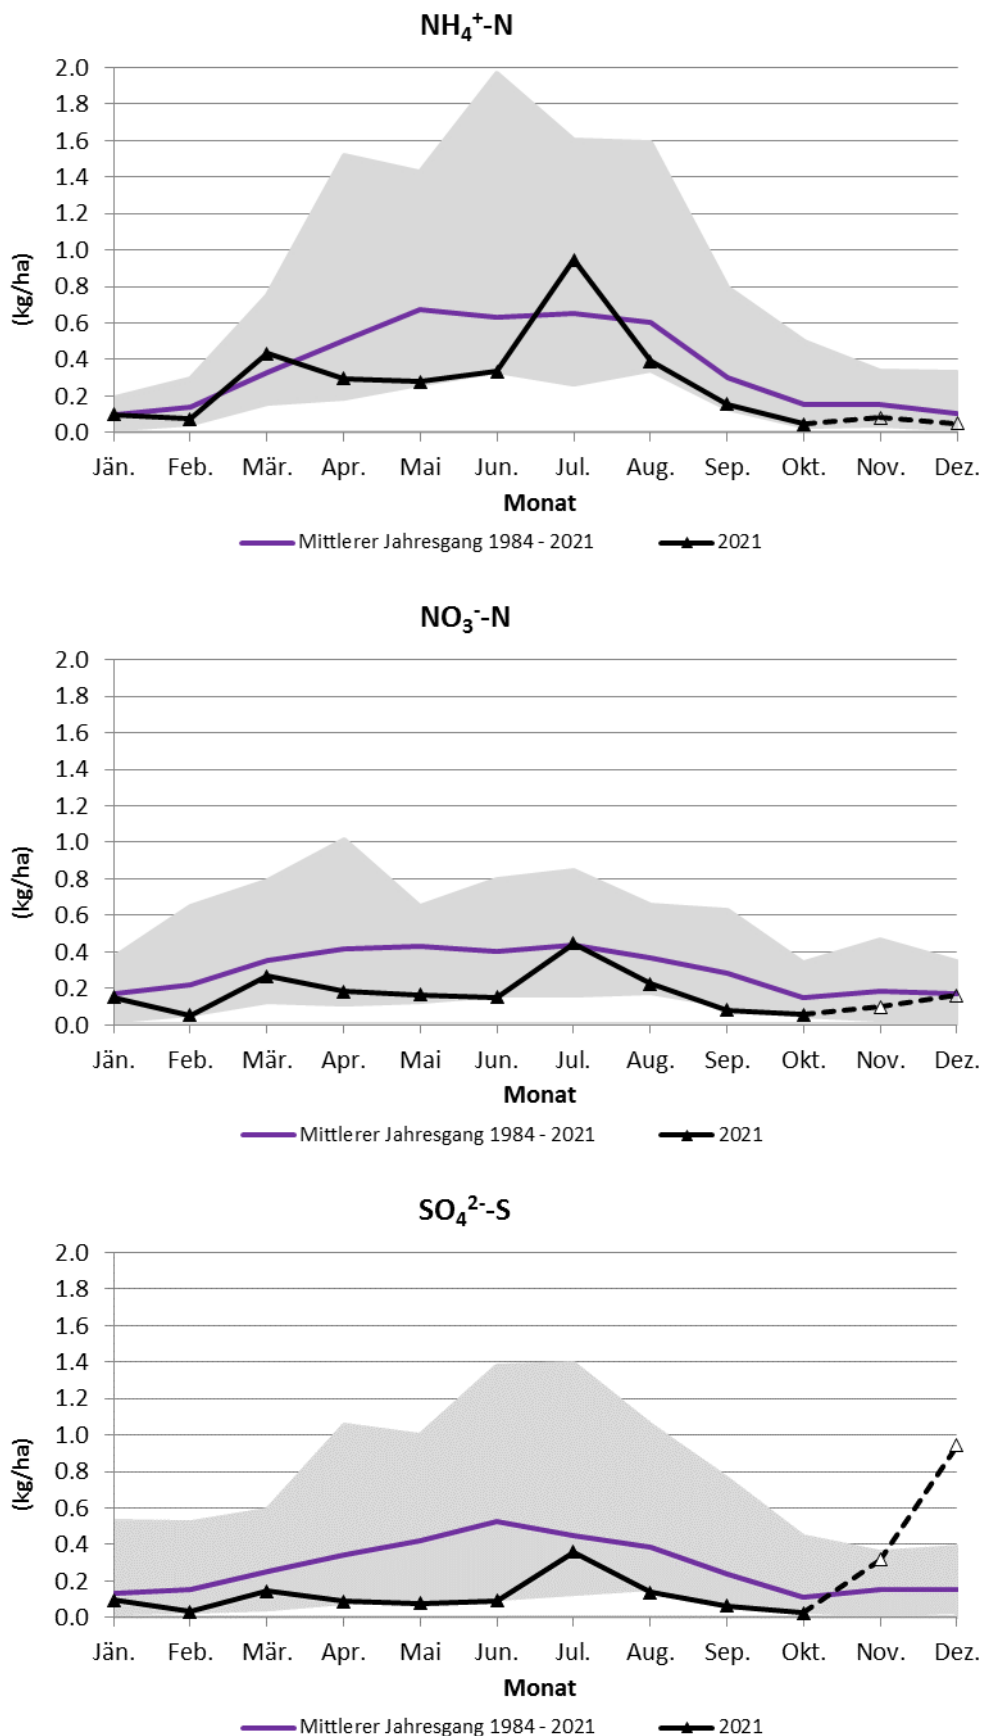 NH₄⁺-N
2.0
1.8
1.6
1.4
1.2
1.0
0.8
0.6
0.4
0.2
0.0
(kg/ha)
Jän. Feb. Mär. Apr. Mai Jun. Jul. Aug. Sep. Okt. Nov. Dez.
Monat
Mittlerer Jahresgang 1984 - 2021 2021
NO₃⁻-N
2.0
1.8
1.6
1.4
1.2
1.0
0.8
0.6
0.4
0.2
0.0
(kg/ha)
Jän. Feb. Mär. Apr. Mai Jun. Jul. Aug. Sep. Okt. Nov. Dez.
Monat
Mittlerer Jahresgang 1984 - 2021 2021
SO₄²⁻-S
2.0
1.8
1.6
1.4
1.2
1.0
0.8
0.6
0.4
0.2
0.0
(kg/ha)
Jän. Feb. Mär. Apr. Mai Jun. Jul. Aug. Sep. Okt. Nov. Dez.
Monat
Mittlerer Jahresgang 1984 - 2021 2021